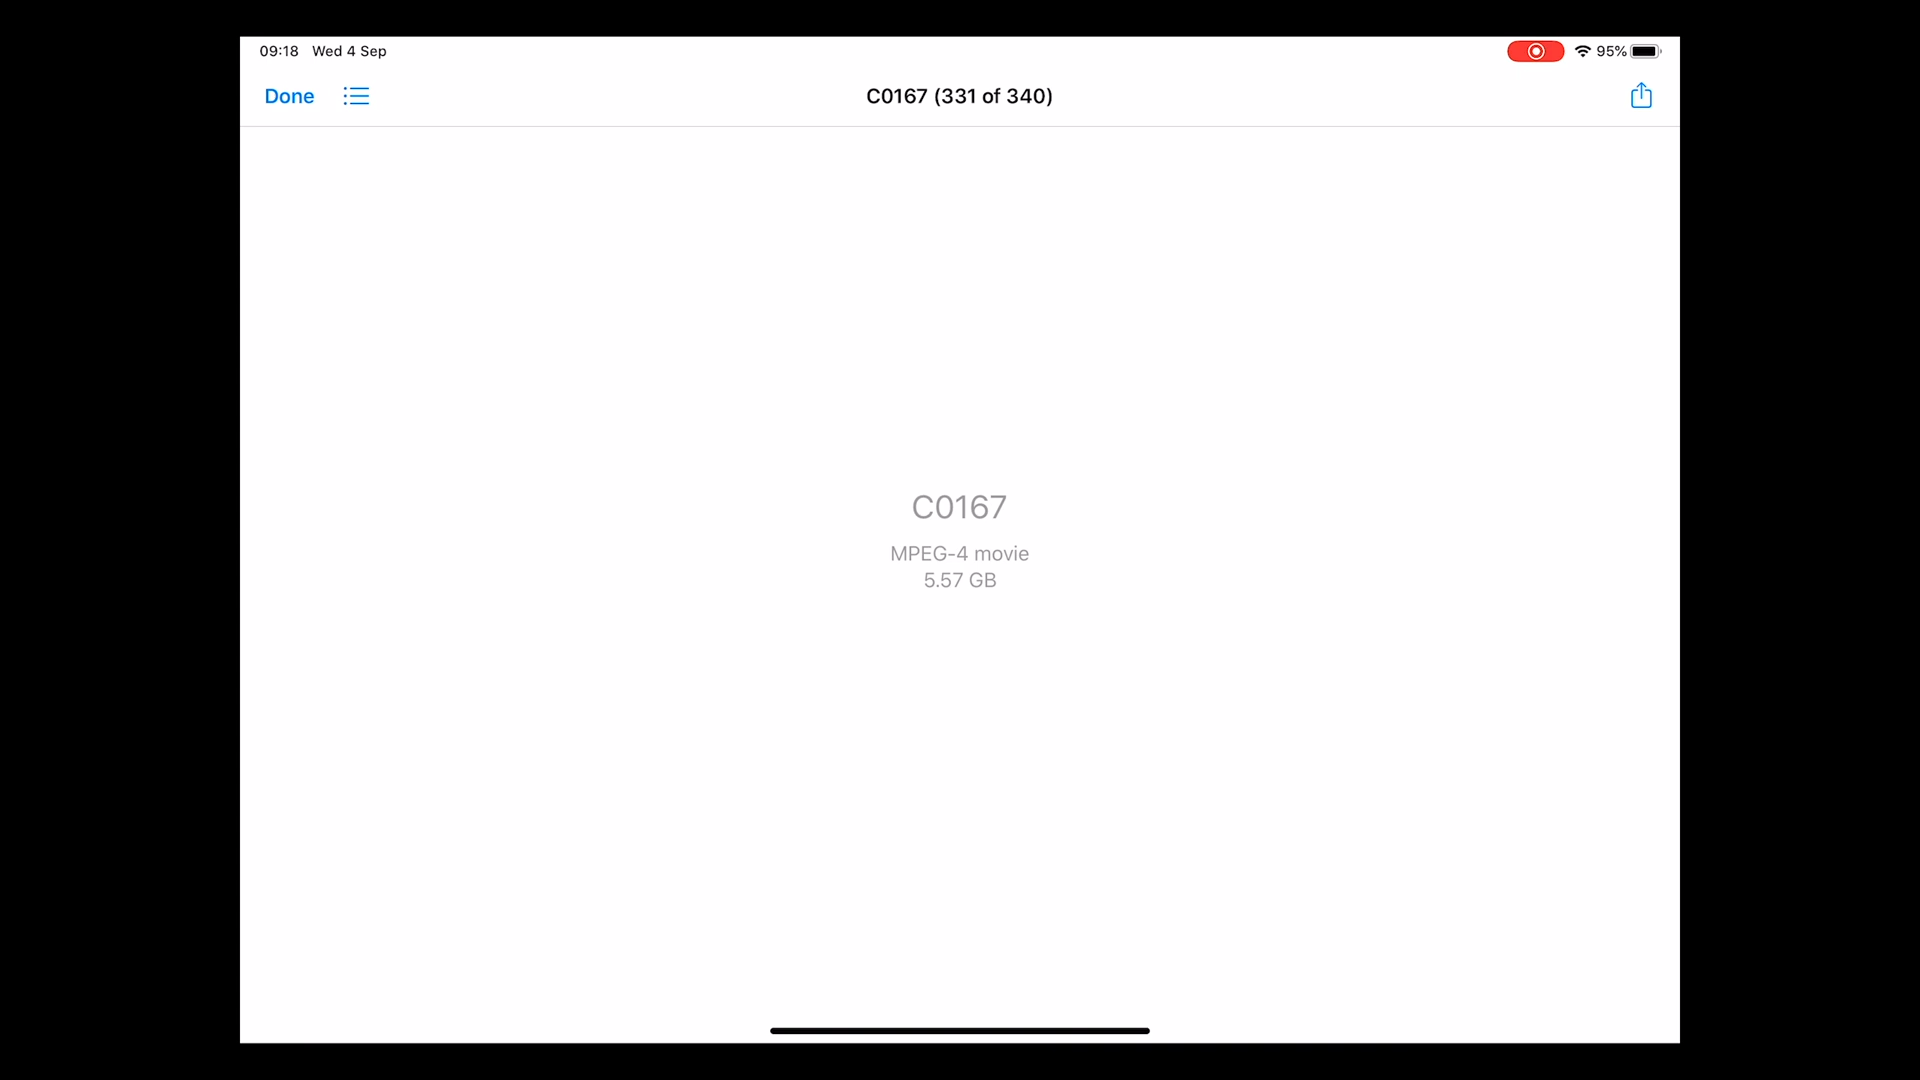 09:18 Wed 4 Sep
95%
Done
C0167 (331 of 340)
C0167
MPEG-4 movie
5.57 GB